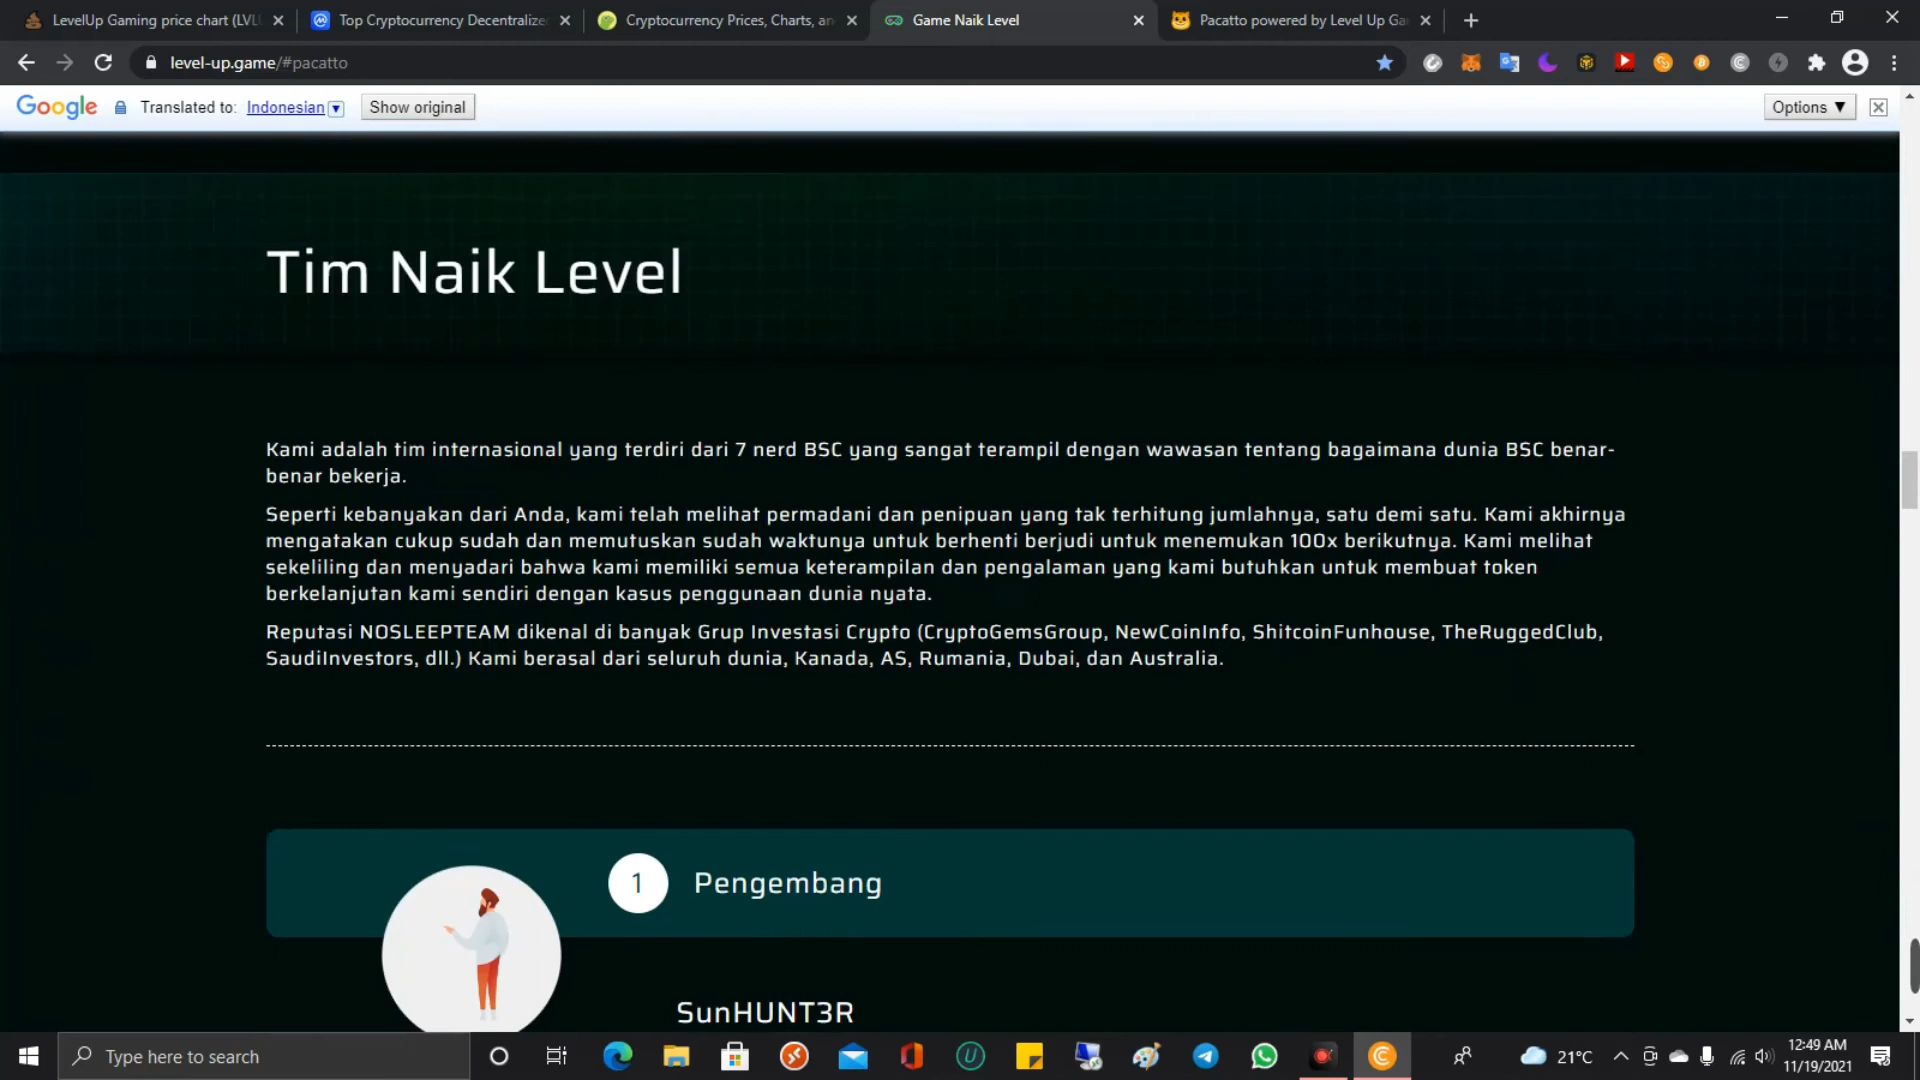 LevelUp Gaming price chart (LVLU
Top Cryptocurrency Decentralize
Cryptocurrency Prices, Charts, an
Game Naik Level
Pacatto powered by Level Up Ga
level-up.game/#pacatto
Google
Translated to:
Indonesian
Show original
Options ▼
Tim Naik Level
Kami adalah tim internasional yang terdiri dari 7 nerd BSC yang sangat terampil dengan wawasan tentang bagaimana dunia BSC benar-
benar bekerja.
Seperti kebanyakan dari Anda, kami telah melihat permadani dan penipuan yang tak terhitung jumlahnya, satu demi satu. Kami akhirnya
mengatakan cukup sudah dan memutuskan sudah waktunya untuk berhenti berjudi untuk menemukan 100x berikutnya. Kami melihat
sekeliling dan menyadari bahwa kami memiliki semua keterampilan dan pengalaman yang kami butuhkan untuk membuat token
berkelanjutan kami sendiri dengan kasus penggunaan dunia nyata.
Reputasi NOSLEEPTEAM dikenal di banyak Grup Investasi Crypto (CryptoGemsGroup, NewCoinInfo, ShitcoinFunhouse, TheRuggedClub,
SaudiInvestors, dll.) Kami berasal dari seluruh dunia, Kanada, AS, Rumania, Dubai, dan Australia.
1
Pengembang
SunHUNT3R
Type here to search
21°C
12:49 AM
11/19/2021